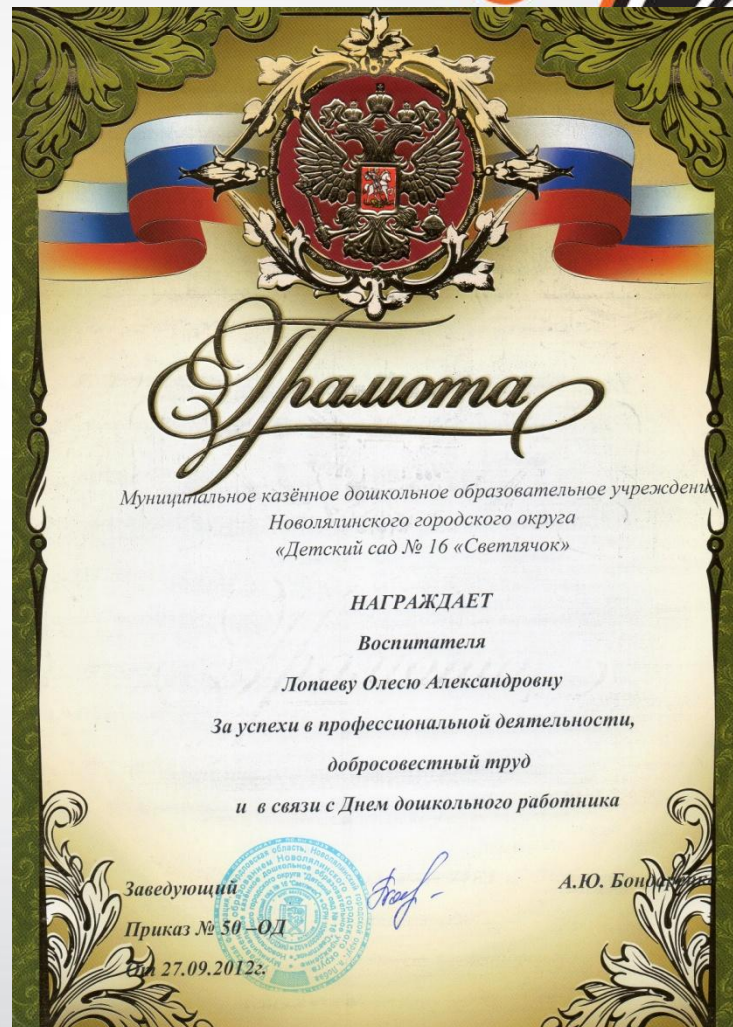 Грамота
Муниципальное казённое дошкольное образовательное учреждение
Новолялинского городского округа
«Детский сад № 16 «Светлячок»
НАГРАЖДАЕТ
Воспитателя
Лопаеву Олесю Александровну
За успехи в профессиональной деятельности,
добросовестный труд
и в связи с Днем дошкольного работника
Заведующий
А.Ю.
Приказ № 50 –ОД
От 27.09.2012г.